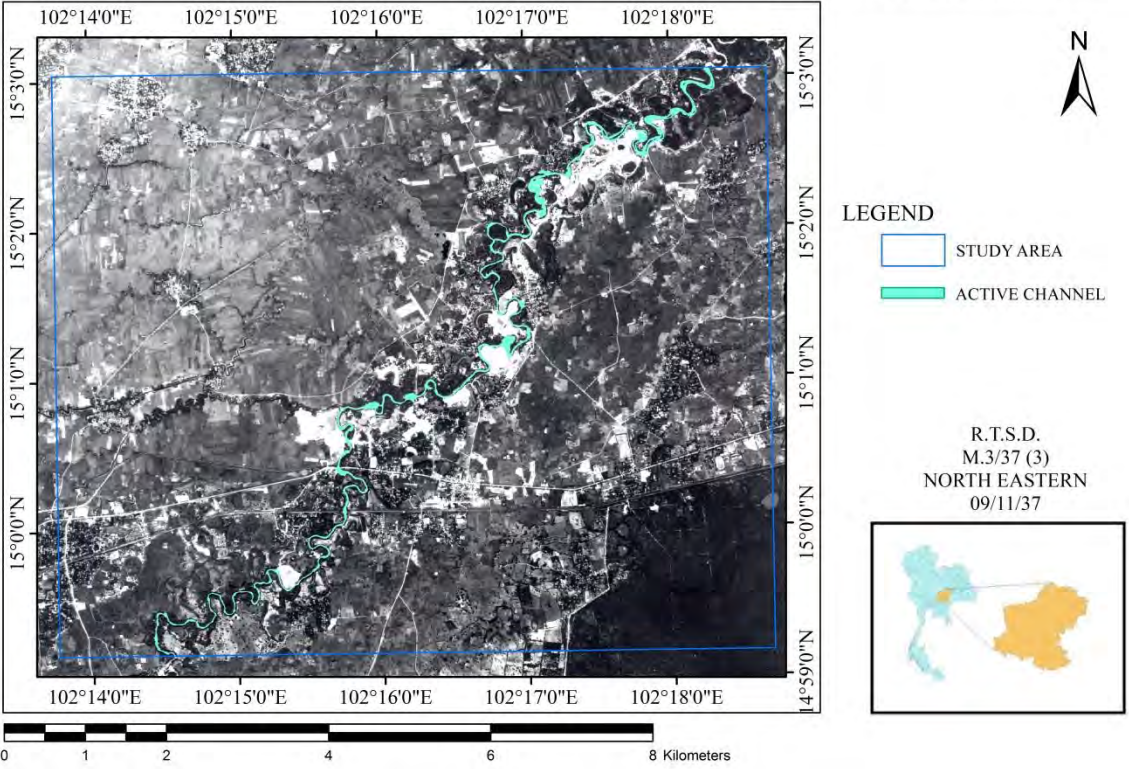 102°14'0"E 102°15'0"E 102°16'0"E 102°17'0"E 102°18'0"E
15°3'0"N
15°2'0"N
15°1'0"N
15°0'0"N
15°3'0"N
15°2'0"N
15°1'0"N
15°0'0"N
14°59'0"N
102°14'0"E 102°15'0"E 102°16'0"E 102°17'0"E 102°18'0"E
0 1 2 4 6 8 Kilometers
N
LEGEND
STUDY AREA
ACTIVE CHANNEL
R.T.S.D.
M.3/37 (3)
NORTH EASTERN
09/11/37